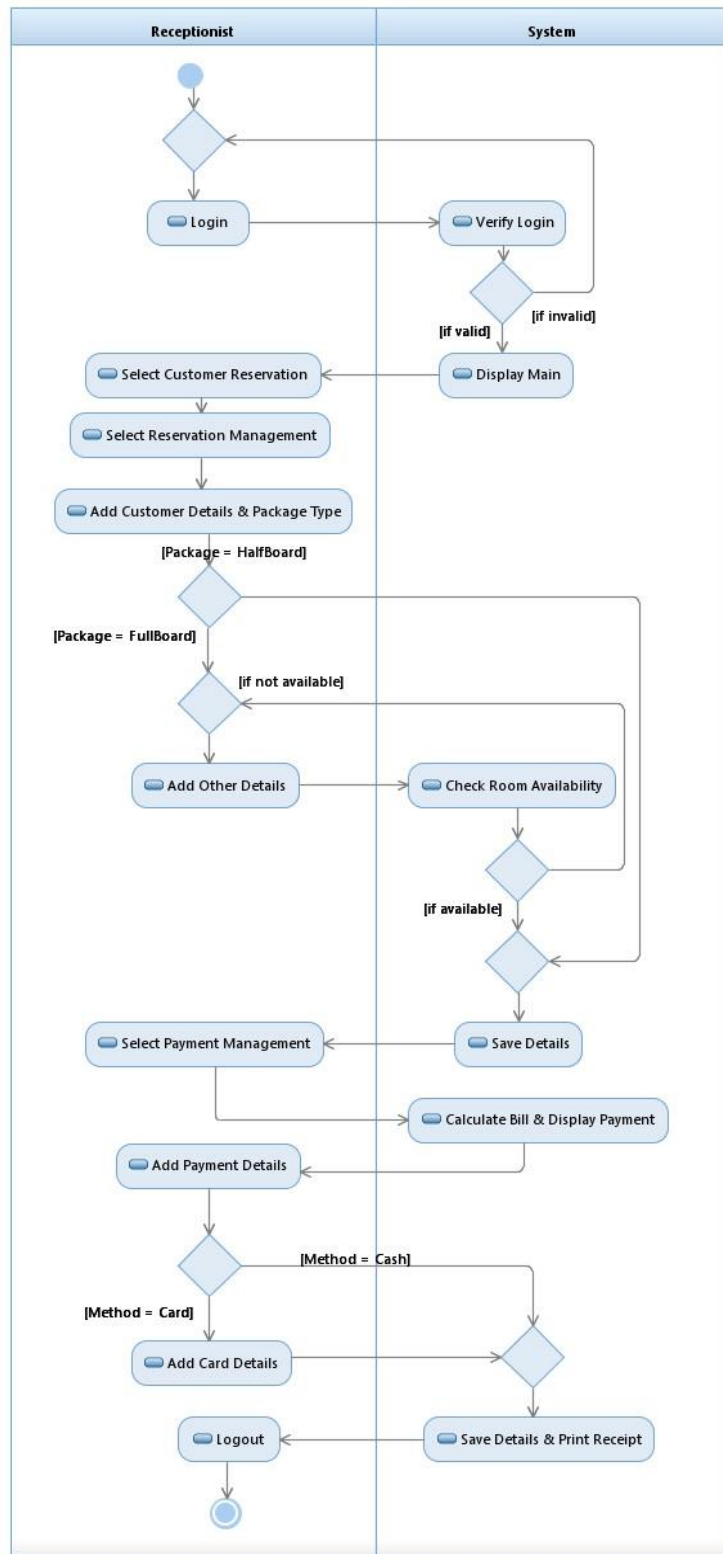 Receptionist
System
Login
Verify Login
[if invalid]
[if valid]
Select Customer Reservation
Display Main
Select Reservation Management
Add Customer Details & Package Type
[Package = HalfBoard]
[Package = FullBoard]
[if not available]
Add Other Details
Check Room Availability
[if available]
Select Payment Management
Save Details
Calculate Bill & Display Payment
Add Payment Details
[Method = Cash]
[Method = Card]
Add Card Details
Logout
Save Details & Print Receipt